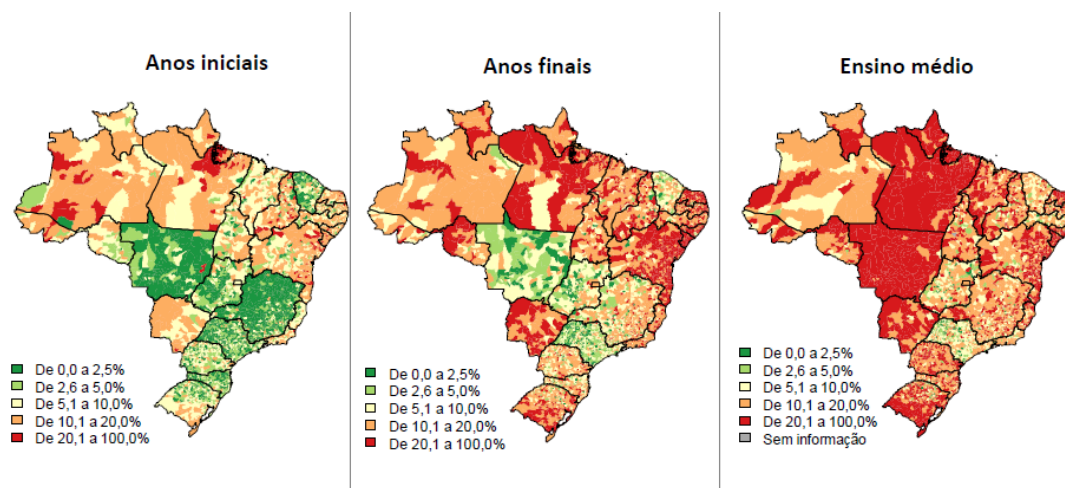 Anos iniciais
De 0,0 a 2,5%
De 2,6 a 5,0%
De 5,1 a 10,0%
De 10,1 a 20,0%
De 20,1 a 100,0%
Anos finais
De 0,0 a 2,5%
De 2,6 a 5,0%
De 5,1 a 10,0%
De 10,1 a 20,0%
De 20,1 a 100,0%
Ensino médio
De 0,0 a 2,5%
De 2,6 a 5,0%
De 5,1 a 10,0%
De 10,1 a 20,0%
De 20,1 a 100,0%
Sem informação